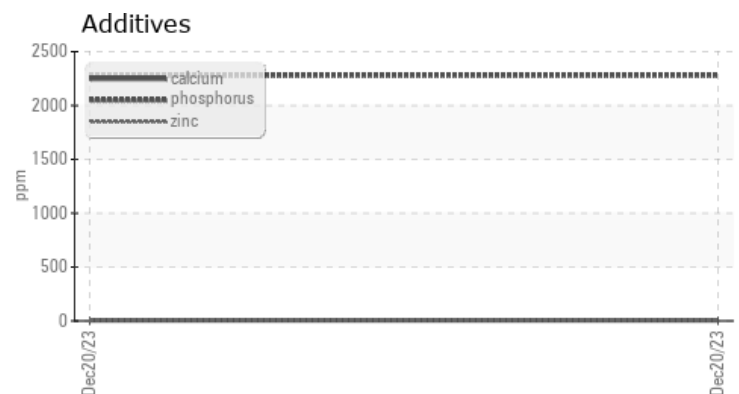 Additives
2500
2000
1500
1000
500
0
ppm
calcium
phosphorus
zinc
Dec20/23
Dec20/23